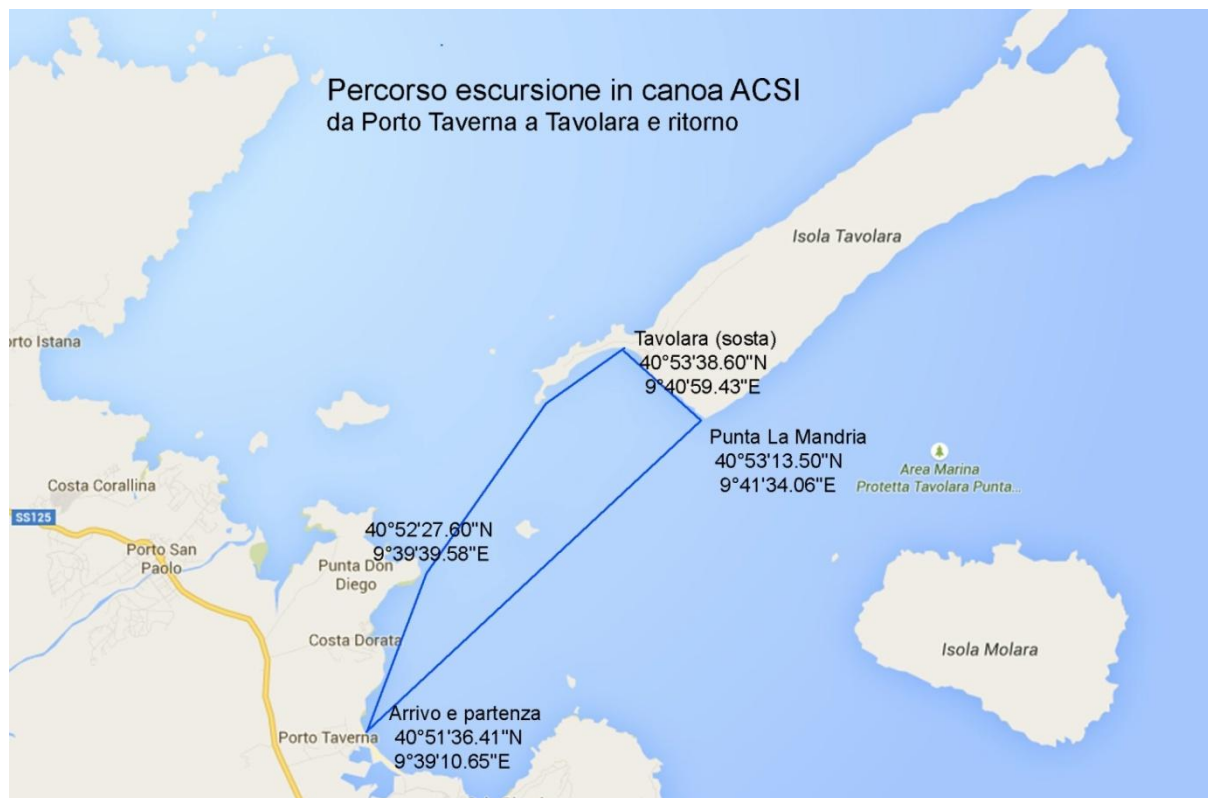 Percorso escursione in canoa ACSI
da Porto Taverna a Tavolara e ritorno
Isola Tavolara
orto Istana
Tavolara (sosta)
40°53'38.60"N
9°40'59.43"E
Punta La Mandria
40°53'13.50"N
9°41'34.06"E
Area Marina
Protetta Tavolara Punta...
Costa Corallina
SS125
Porto San
Paolo
40°52'27.60"N
9°39'39.58"E
Punta Don
Diego
Costa Dorata
Isola Molara
Arrivo e partenza
40°51'36.41"N
9°39'10.65"E
Porto Taverna